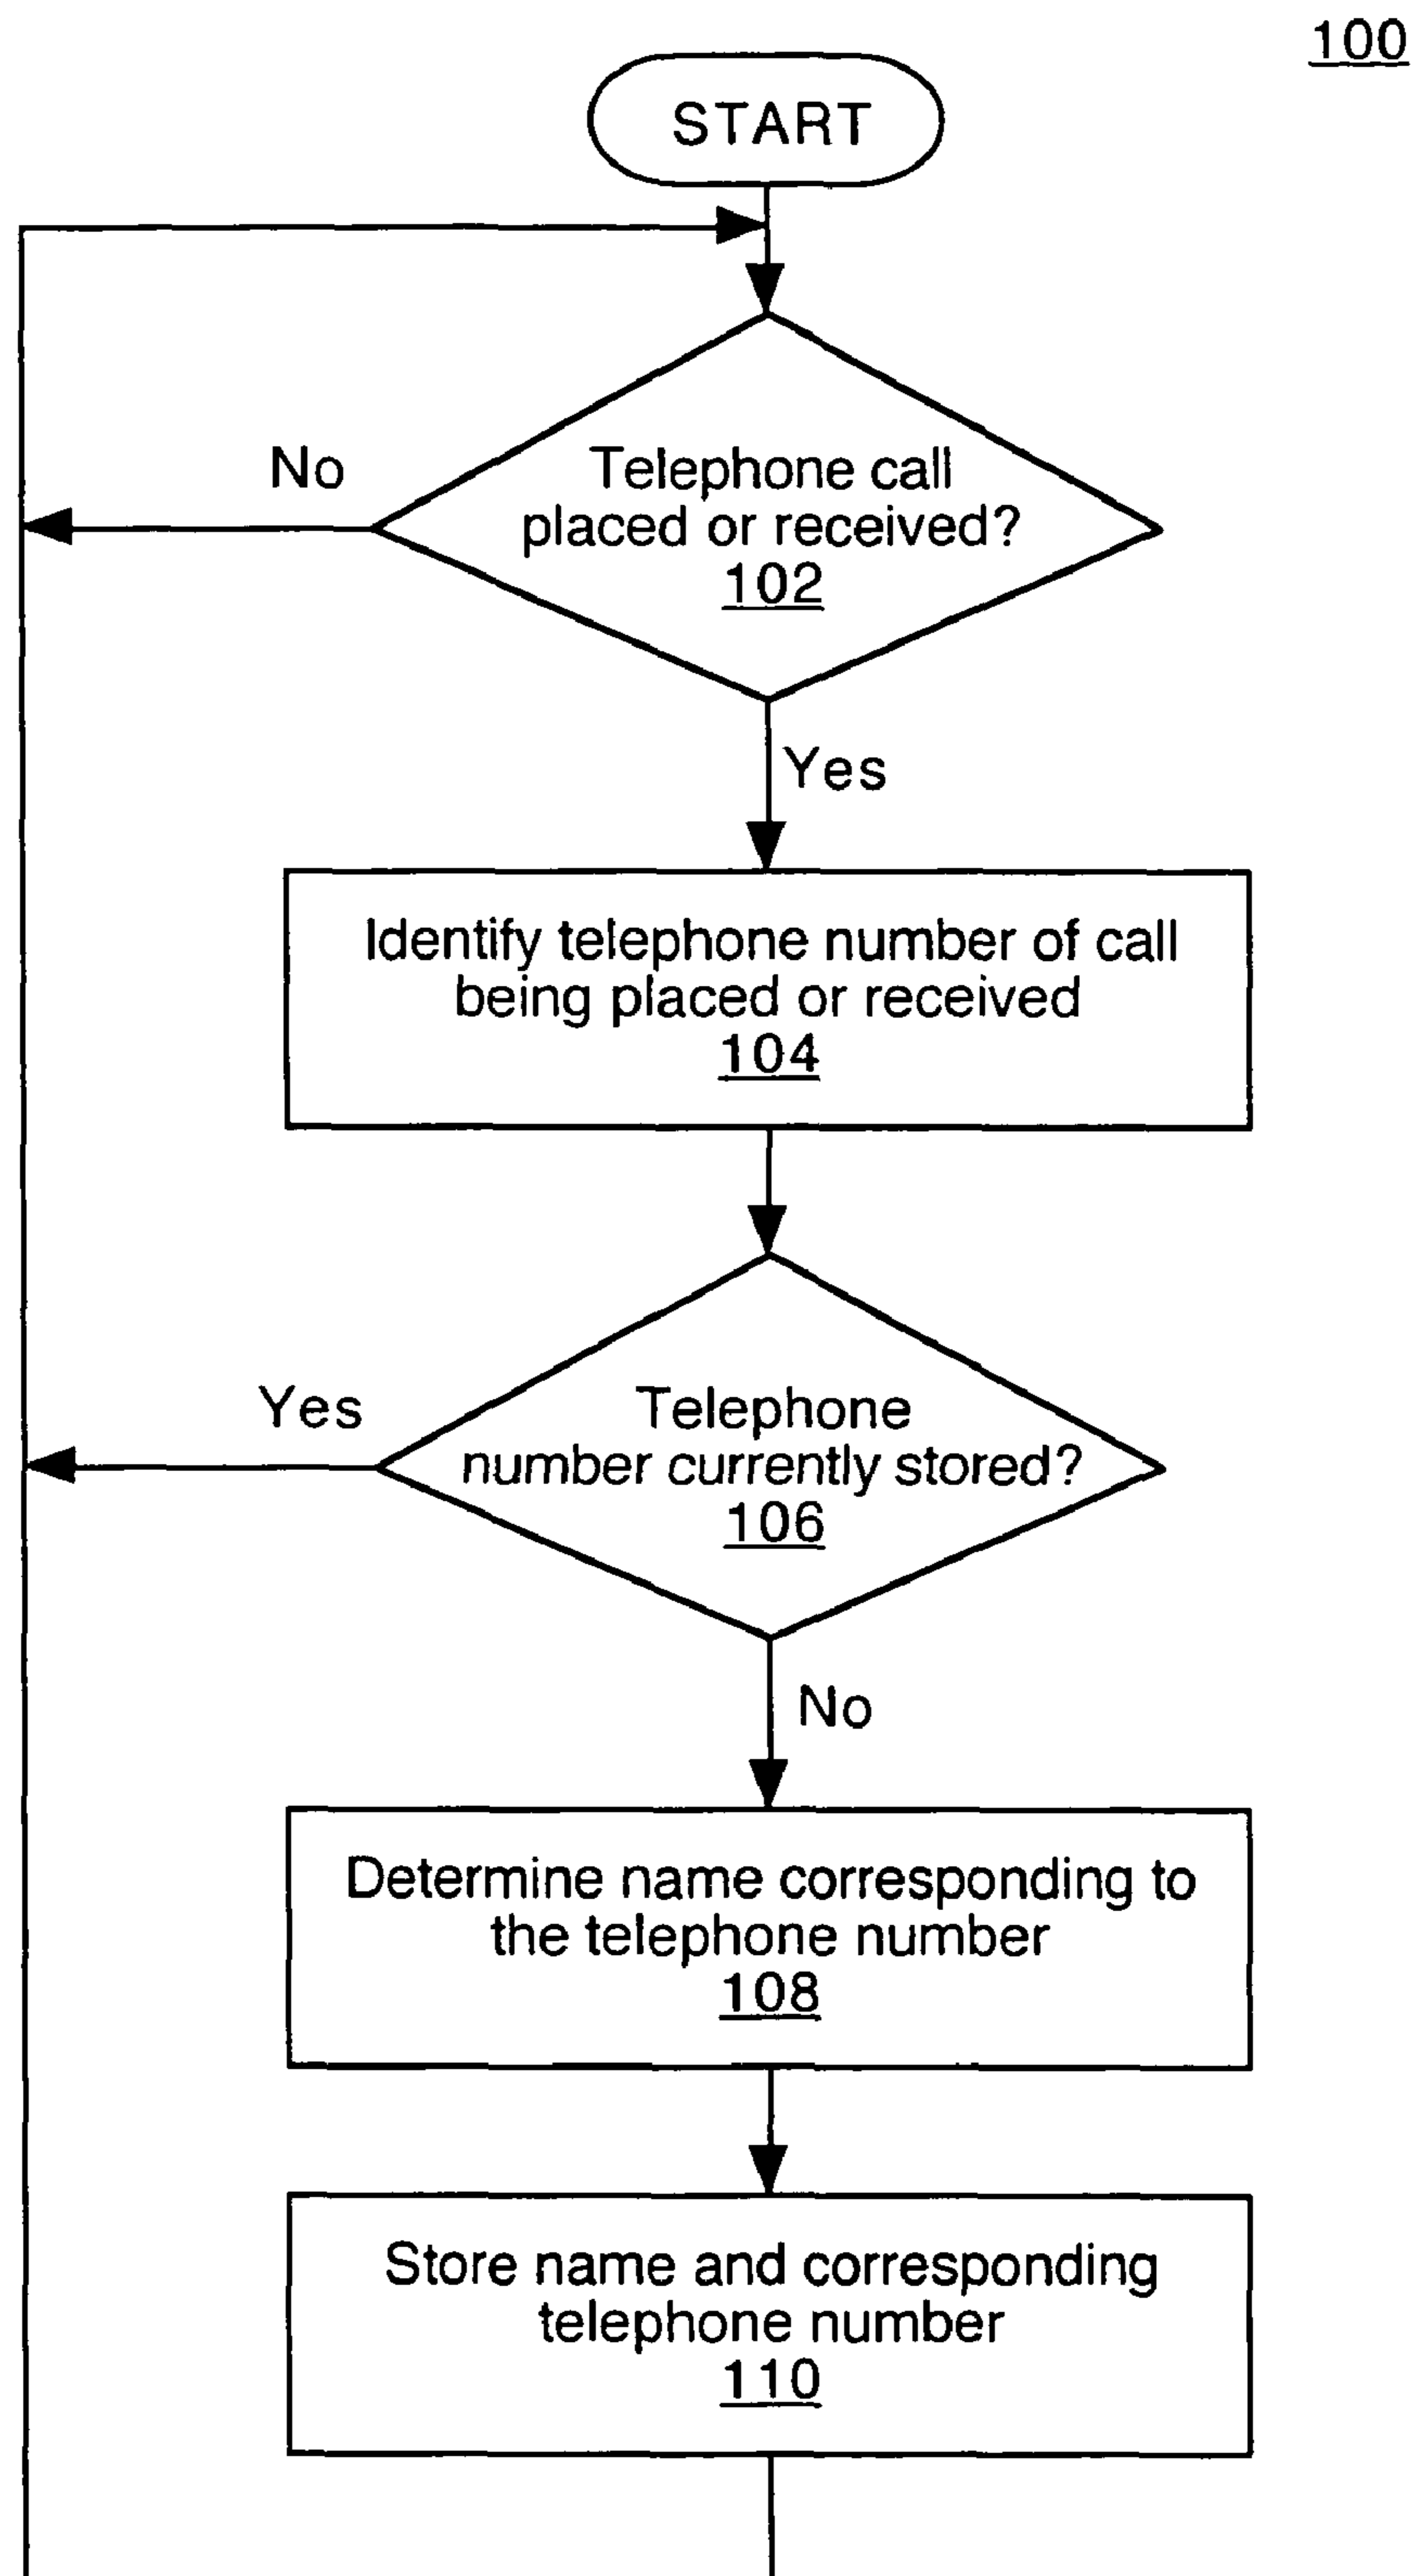 100
START
No
Telephone call
placed or received?
102
Yes
Identify telephone number of call
being placed or received
104
Yes
Telephone
number currently stored?
106
No
Determine name corresponding to
the telephone number
108
Store name and corresponding
telephone number
110